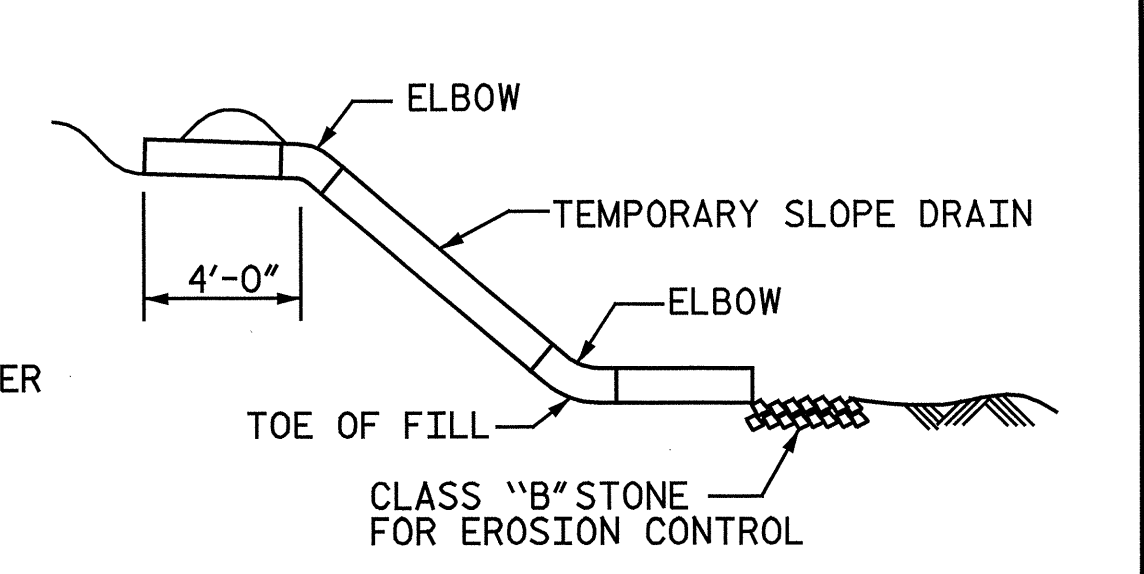 ELBOW
TEMPORARY SLOPE DRAIN
4'-0"
ELBOW
ER
TOE OF FILL
CLASS "B" STONE
FOR EROSION CONTROL